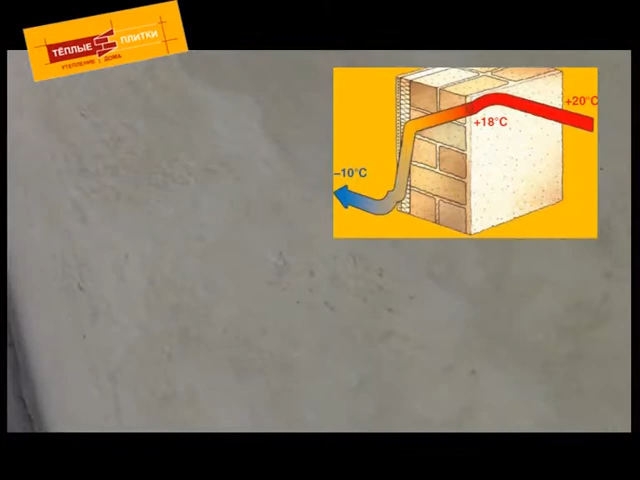 ТЁПЛЫЕ ПЛИТКИ
УТЕПЛЕНИЕ ДОМА
+20°C
+18°C
–10°C